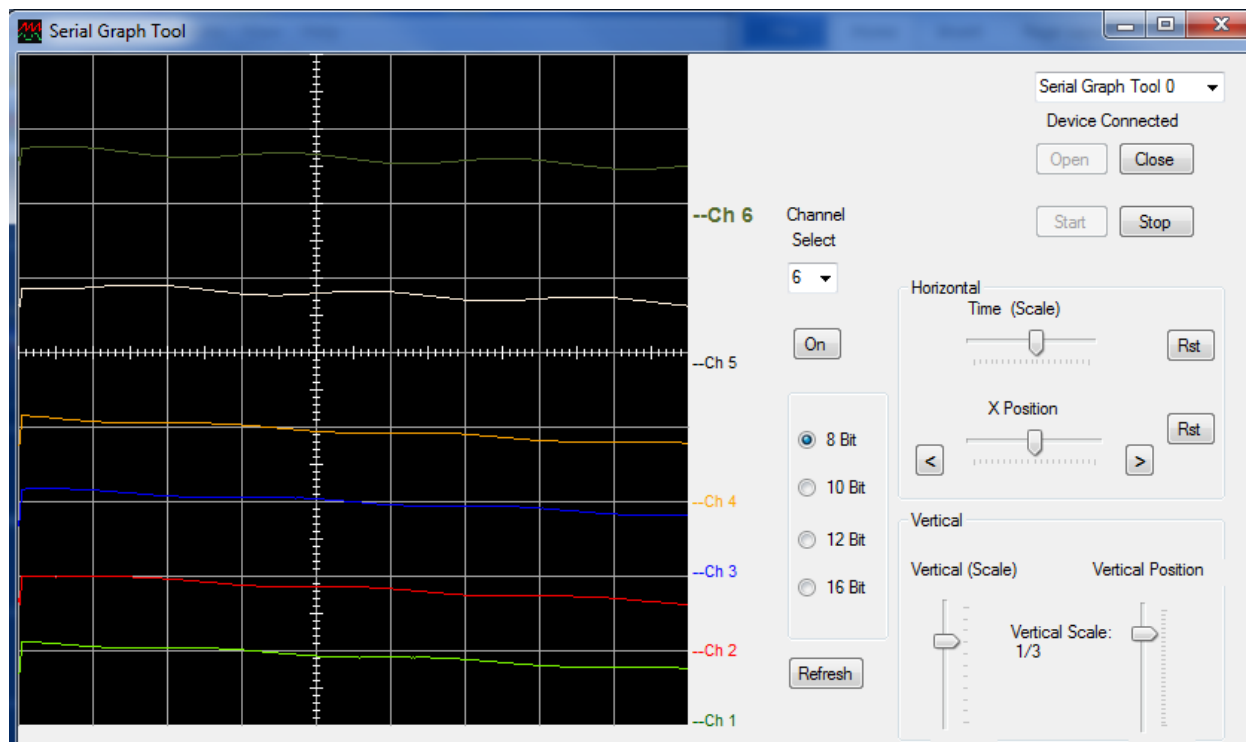 Serial Graph Tool
Serial Graph Tool 0
Device Connected
Open Close
Start Stop
--Ch 6
--Ch 5
--Ch 4
--Ch 3
--Ch 2
--Ch 1
Channel
Select
6
On
8 Bit
10 Bit
12 Bit
16 Bit
Refresh
Horizontal
Time (Scale)
Rst
X Position
Rst
< >
Vertical
Vertical (Scale) Vertical Position
Vertical Scale:
1/3